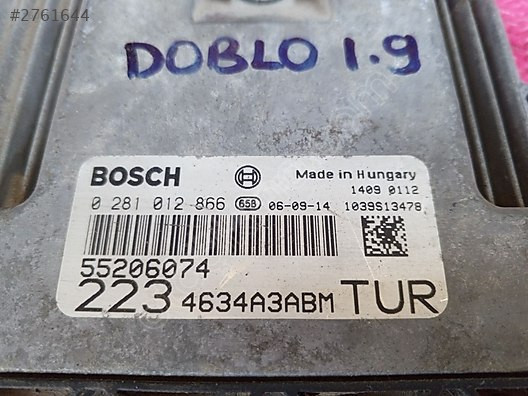 #2761644
DOBLO 1.9
BOSCH Made in Hungary
1409 0112
0 281 012 866 658 06-09-14 1039S13478
55206074
223 4634A3ABM TUR